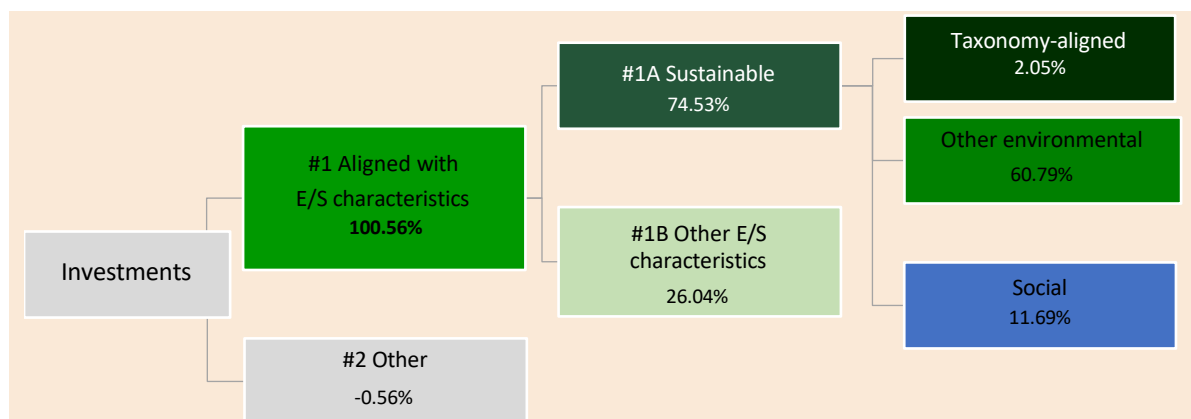 Investments
#1 Aligned with
E/S characteristics
100.56%
#2 Other
-0.56%
#1A Sustainable
74.53%
#1B Other E/S
characteristics
26.04%
Taxonomy-aligned
2.05%
Other environmental
60.79%
Social
11.69%